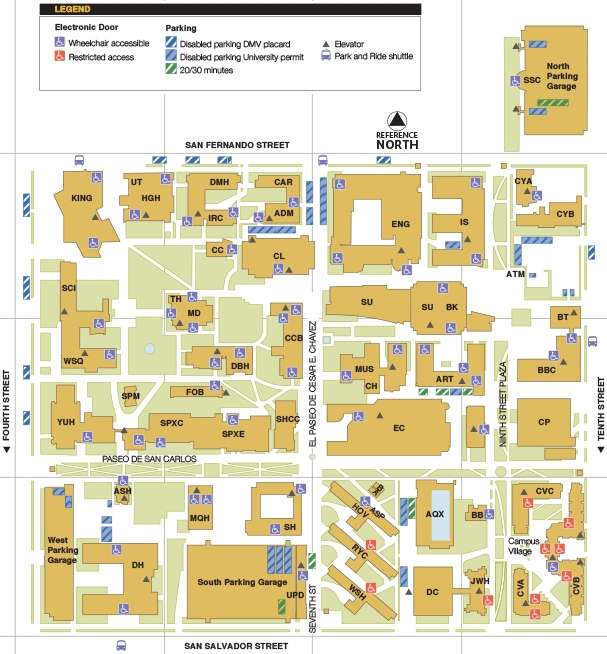 LEGEND
Electronic Door
Wheelchair accessible
Restricted access
Parking
Disabled parking DMV placard
Disabled parking University permit
20/30 minutes
Elevator
Park and Ride shuttle
SSC
North
Parking
Garage
REFERENCE
NORTH
SAN FERNANDO STREET
KING
UT
HGH
DMH
IRC
CAR
ADM
ENG
IS
CYA
CYB
CC
CL
ATM
SCI
TH
MD
SU
SU
BK
BT
CCB
WSQ
DBH
MUS
CH
ART
BBC
SPM
FOB
YUH
SPXC
SPXE
SHCC
EC
CP
FOURTH STREET
EL PASEO DE CESAR E. CHAVEZ
NINTH STREET PLAZA
TENTH STREET
PASEO DE SAN CARLOS
ASH
MQH
SH
HOV
ASP
AQX
BB
CVC
West
Parking
Garage
DH
South Parking Garage
UPD
RYC
WSH
DC
JWH
Campus
Village
CVA
CVB
SEVENTH ST
SAN SALVADOR STREET